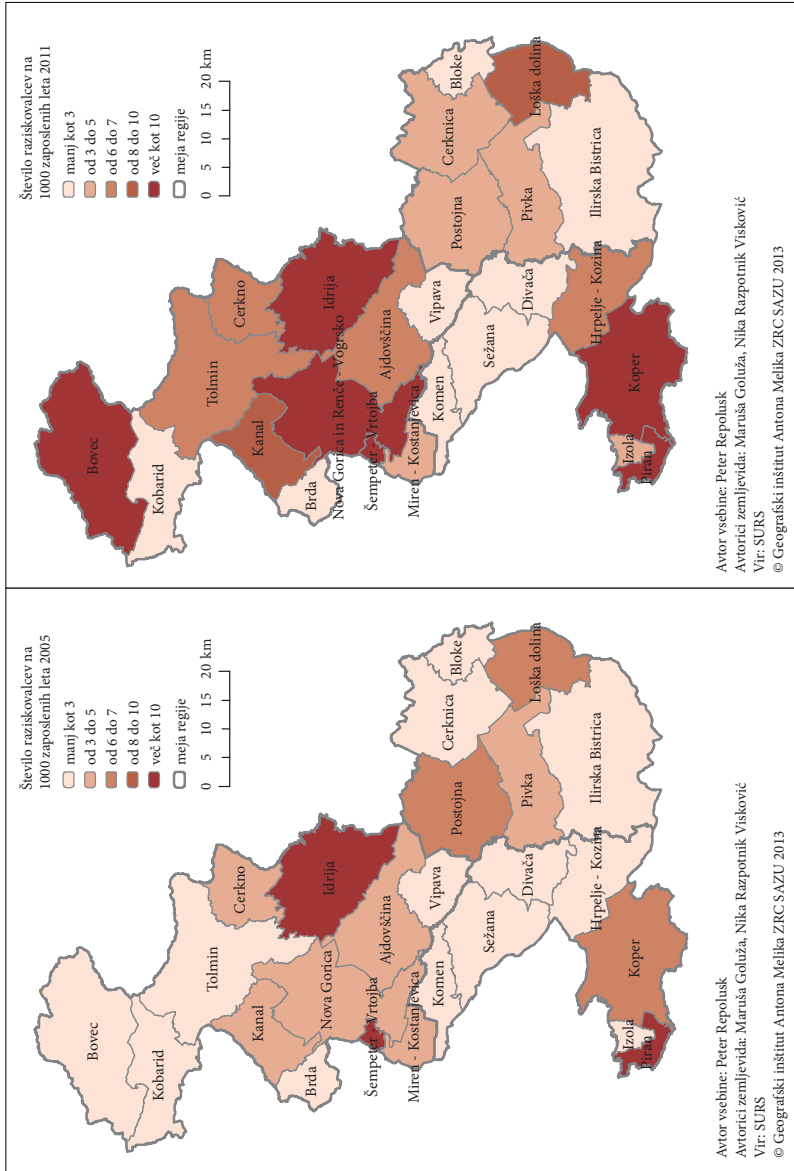 Število raziskovalcev na
1000 zaposlenih leta 2005
manj kot 3
od 3 do 5
od 6 do 7
od 8 do 10
več kot 10
meja regije
0 5 10 15 20 km
Bovec
Kobarid
Tolmin
Cerkno
Kanal
Idrija
Brda
Nova Gorica
Šempeter - Vrtojba
Ajdovščina
Miren - Kostanjevica
Vipava
Komen
Sežana
Divača
Postojna
Cerknica
Bloke
Loška dolina
Pivka
Ilirska Bistrica
Hrpelje - Kozina
Koper
Izola
Piran
Avtor vsebine: Peter Repolusk
Avtorici zemljevida: Maruša Goluža, Nika Razpotnik Visković
Vir: SURS
© Geografski inštitut Antona Melika ZRC SAZU 2013
Število raziskovalcev na
1000 zaposlenih leta 2011
manj kot 3
od 3 do 5
od 6 do 7
od 8 do 10
več kot 10
meja regije
0 5 10 15 20 km
Bovec
Kobarid
Tolmin
Cerkno
Kanal
Idrija
Brda
Nova Gorica in Renče - Vogrsko
Šempeter - Vrtojba
Ajdovščina
Miren - Kostanjevica
Vipava
Komen
Sežana
Divača
Postojna
Cerknica
Bloke
Loška dolina
Pivka
Ilirska Bistrica
Hrpelje - Kozina
Koper
Izola
Piran
Avtor vsebine: Peter Repolusk
Avtorici zemljevida: Maruša Goluža, Nika Razpotnik Visković
Vir: SURS
© Geografski inštitut Antona Melika ZRC SAZU 2013